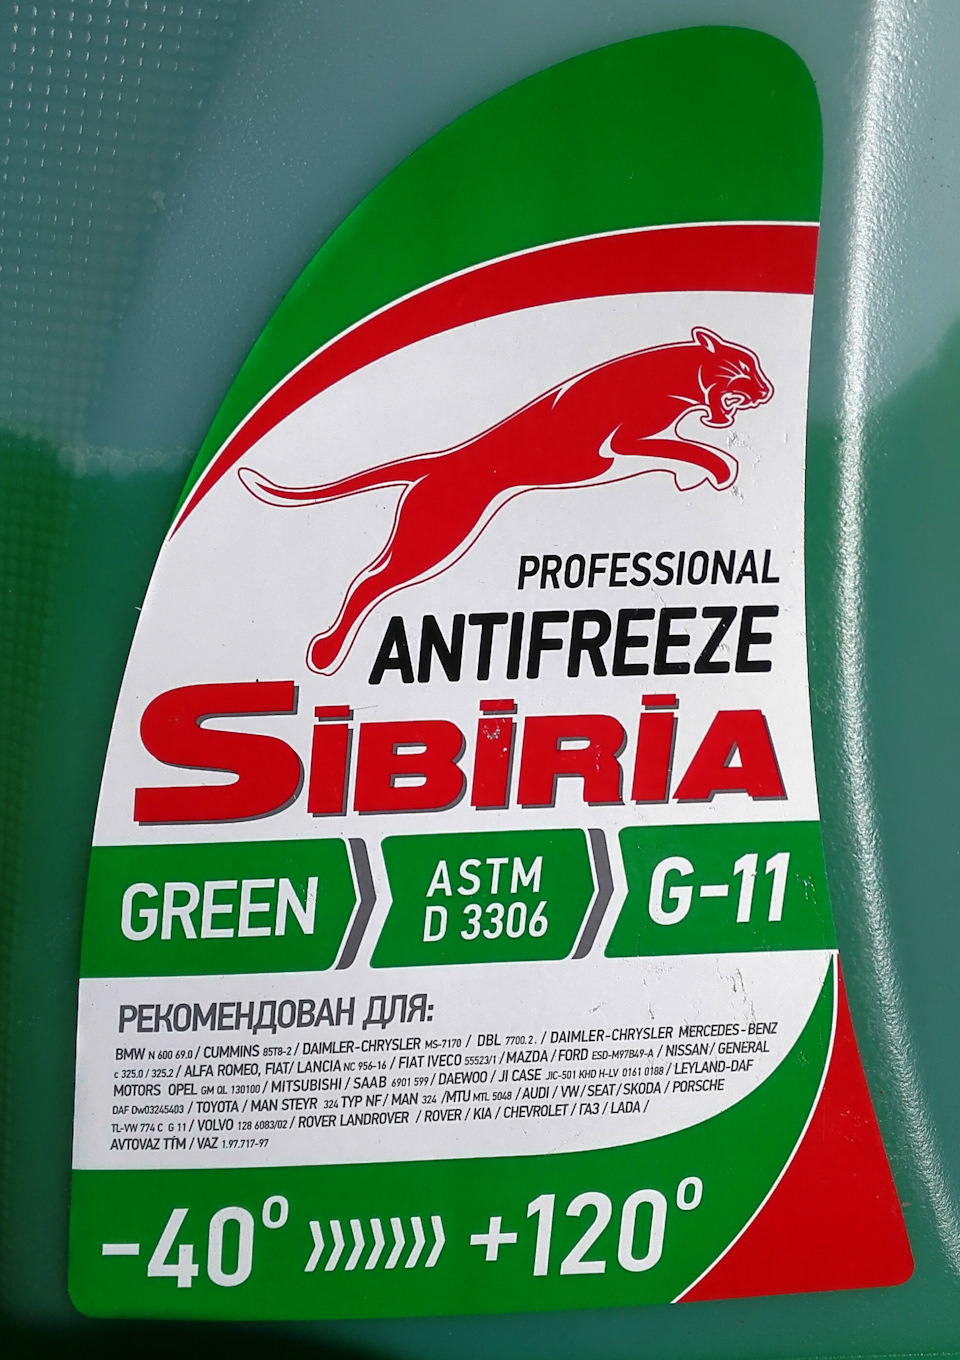 PROFESSIONAL
ANTIFREEZE
SIBIRIA
GREEN
ASTM
D 3306
G-11
РЕКОМЕНДОВАН ДЛЯ:
BMW N 600 69.0 / CUMMINS 85T8-2 / DAIMLER-CHRYSLER MS-7170 / DBL 7700.2. / DAIMLER-CHRYSLER MERCEDES-BENZ
c 325.0 / 325.2 / ALFA ROMEO, FIAT/ LANCIA NC 956-16 / FIAT IVECO 55523/1 / MAZDA / FORD ESD-M97B49-A / NISSAN/ GENERAL
MOTORS OPEL GM QL 130100 / MITSUBISHI / SAAB 6901 599 / DAEWOO / JI CASE JIC-501 KHD H-LV 0161 0188 / LEYLAND-DAF
DAF Dw03245403 / TOYOTA / MAN STEYR 324 TYP NF/ MAN 324 /MTU MTL 5048 / AUDI / VW / SEAT / SKODA / PORSCHE
TL-VW 774 C G 11 / VOLVO 128 6083/02 / ROVER LANDROVER / ROVER / KIA / CHEVROLET / ГАЗ / LADA /
AVTOVAZ TTM / VAZ 1.97.717-97
-40° +120°